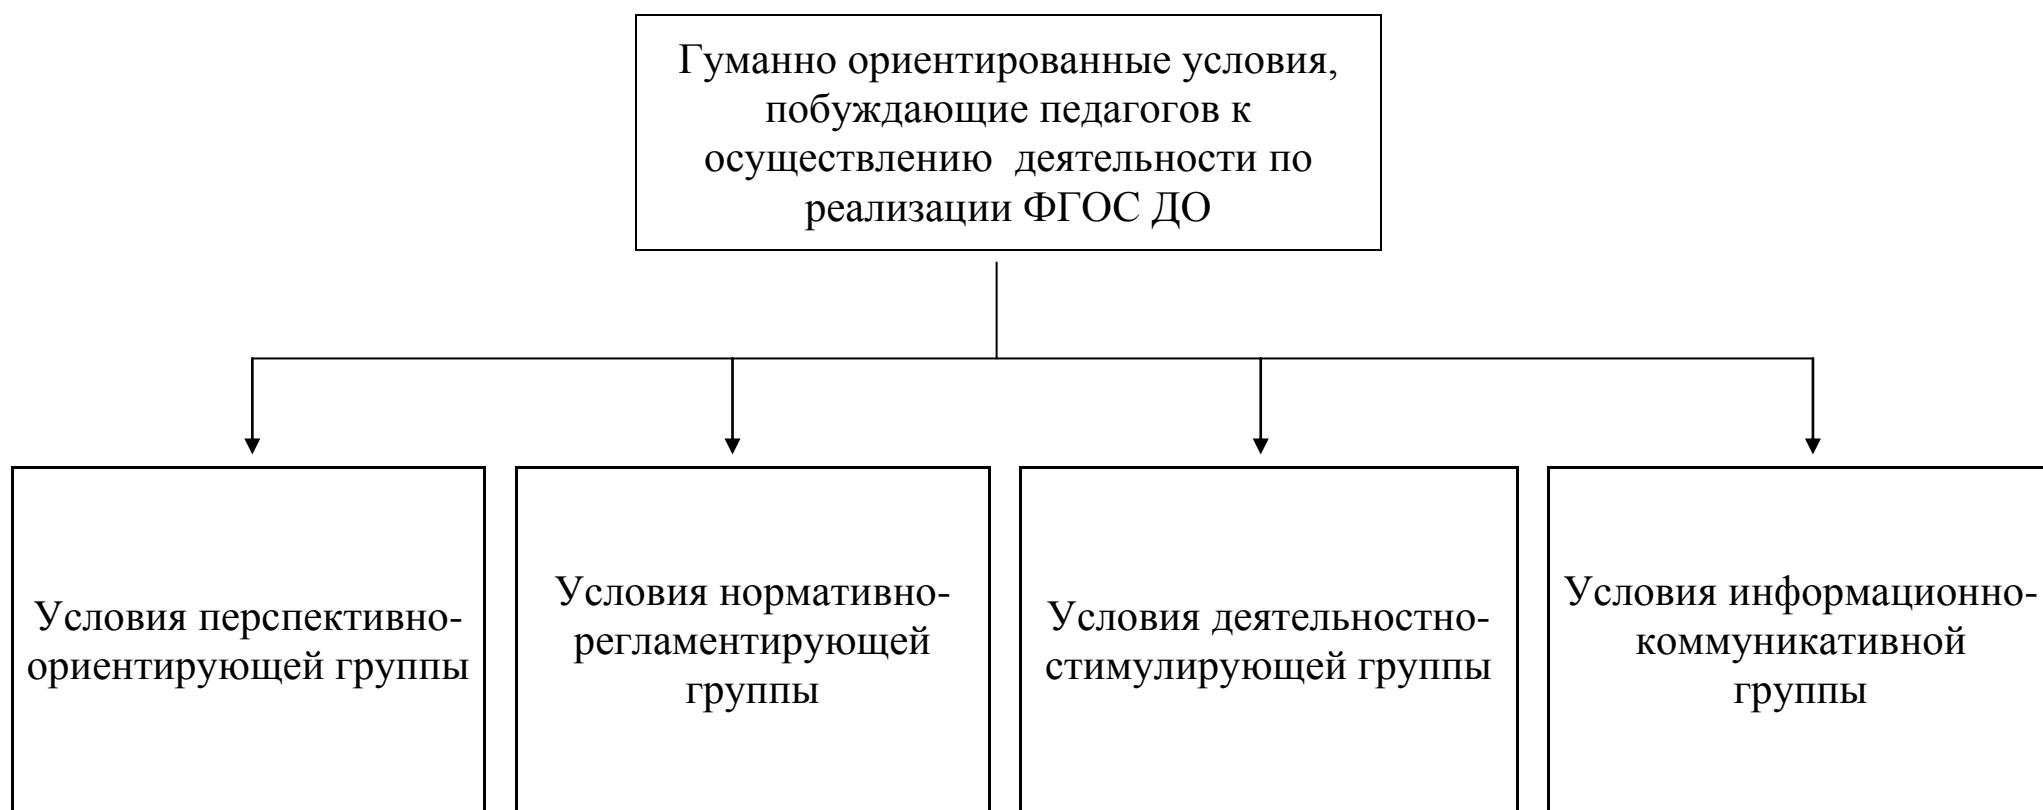 Гуманно ориентированные условия,
побуждающие педагогов к
осуществлению  деятельности по
реализации ФГОС ДО
Условия перспективно-
ориентирующей группы
Условия нормативно-
регламентирующей
группы
Условия деятельностно-
стимулирующей группы
Условия информационно-
коммуникативной
группы